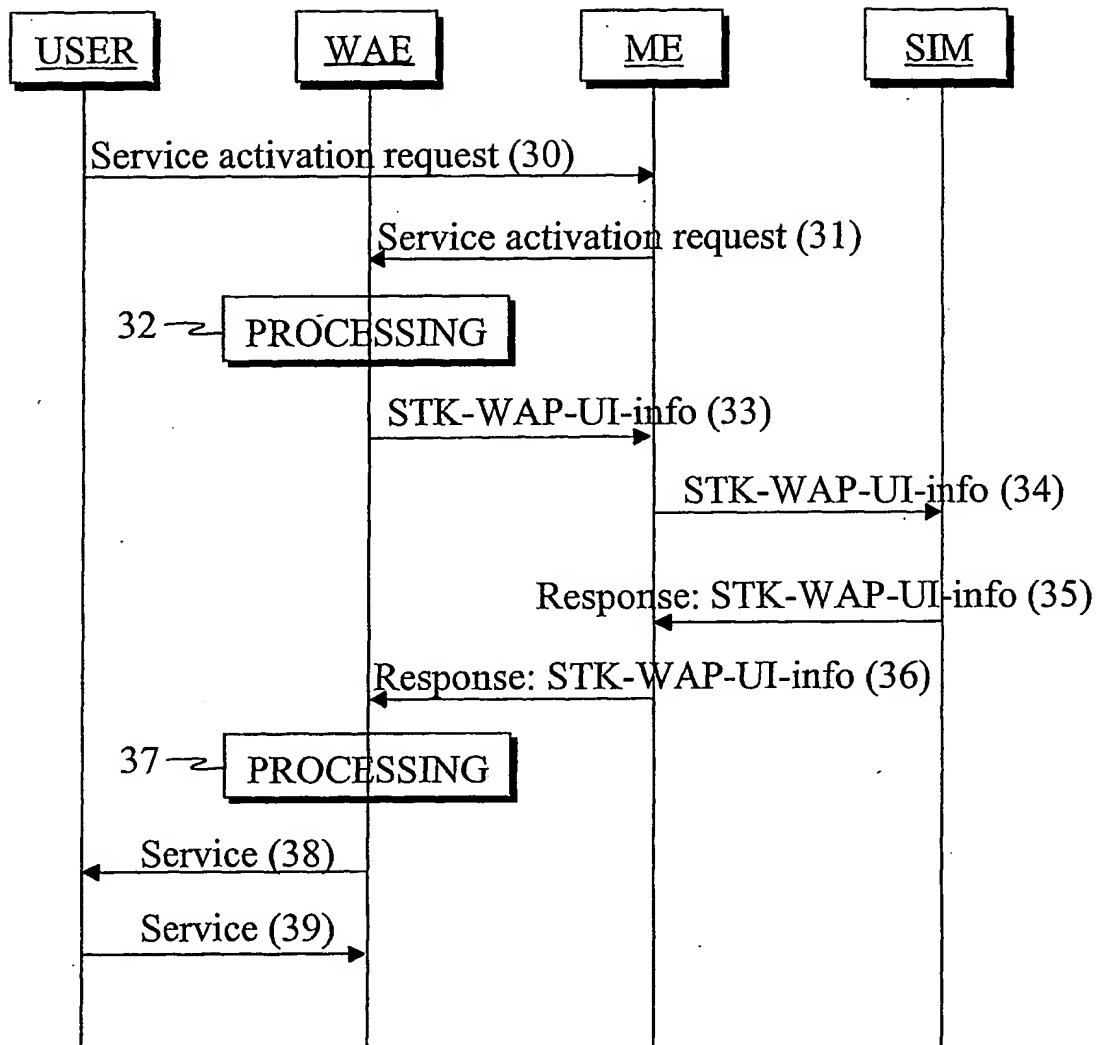 USER WAE ME SIM
Service activation request (30)
Service activation request (31)
32 PROCESSING
STK-WAP-UI-info (33)
STK-WAP-UI-info (34)
Response: STK-WAP-UI-info (35)
Response: STK-WAP-UI-info (36)
37 PROCESSING
Service (38)
Service (39)